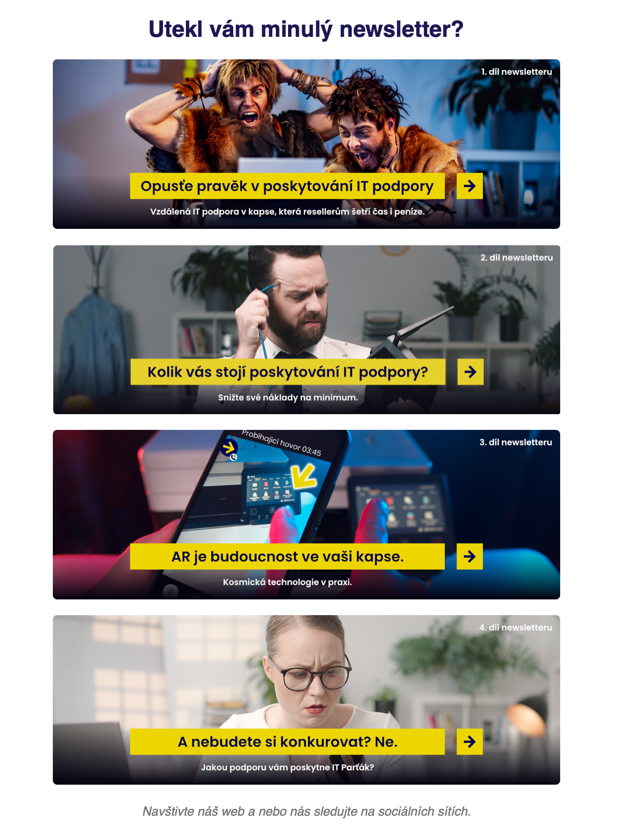 Utekl vám minulý newsletter?
1. díl newsletteru
Opusťe pravěk v poskytování IT podpory
Vzdálená IT podpora v kapse, která resellerům šetří čas i peníze.
2. díl newsletteru
Kolik vás stojí poskytování IT podpory?
Snižte své náklady na minimum.
3. díl newsletteru
Probíhající hovor 03:45
AR je budoucnost ve vaši kapse.
Kosmická technologie v praxi.
4. díl newsletteru
A nebudete si konkurovat? Ne.
Jakou podporu vám poskytne IT Parťák?
Navštivte náš web a nebo nás sledujte na sociálních sítích.